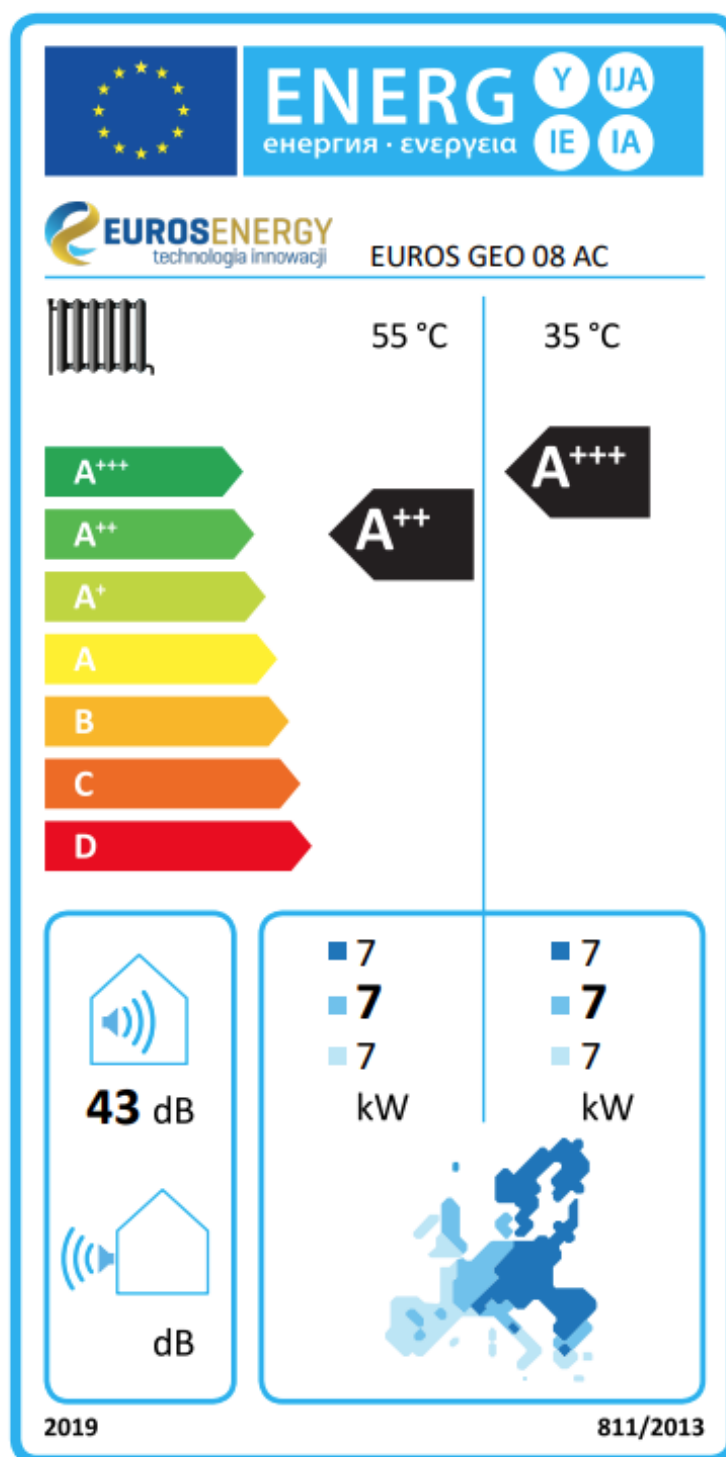 ENERG Y IJA
енергия · ενεργεια IE IA
EUROSENERGY
technologia innowacji
EUROS GEO 08 AC
55 °C 35 °C
A+++
A+++
A++
A++
A+
A
B
C
D
7 7
7 7
7 7
kW kW
43 dB
dB
2019 811/2013